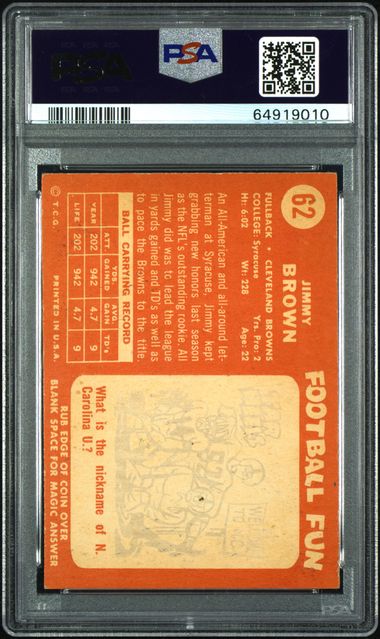 PSA
PSA
64919010
62
JIMMY
BROWN
FULLBACK • CLEVELAND BROWNS
COLLEGE: Syracuse Yrs. Pro: 2
Ht: 6:02 Wt: 228 Age: 22
An All-American and all-around let-
terman at Syracuse, Jimmy kept
grabbing new honors last season
as the NFL's outstanding rookie. All
Jimmy did was to lead the league
in yards gained and TD's as well as
to pace the Browns to the title
BALL CARRYING RECORD
YDS. AVG.
ATT. GAINED GAIN TD's
YEAR 202 942 4.7 9
LIFE 202 942 4.7 9
© T.C.G. PRINTED IN U.S.A.
FOOTBALL FUN
What is the nickname of N.
Carolina U.?
RUB EDGE OF COIN OVER
BLANK SPACE FOR MAGIC ANSWER